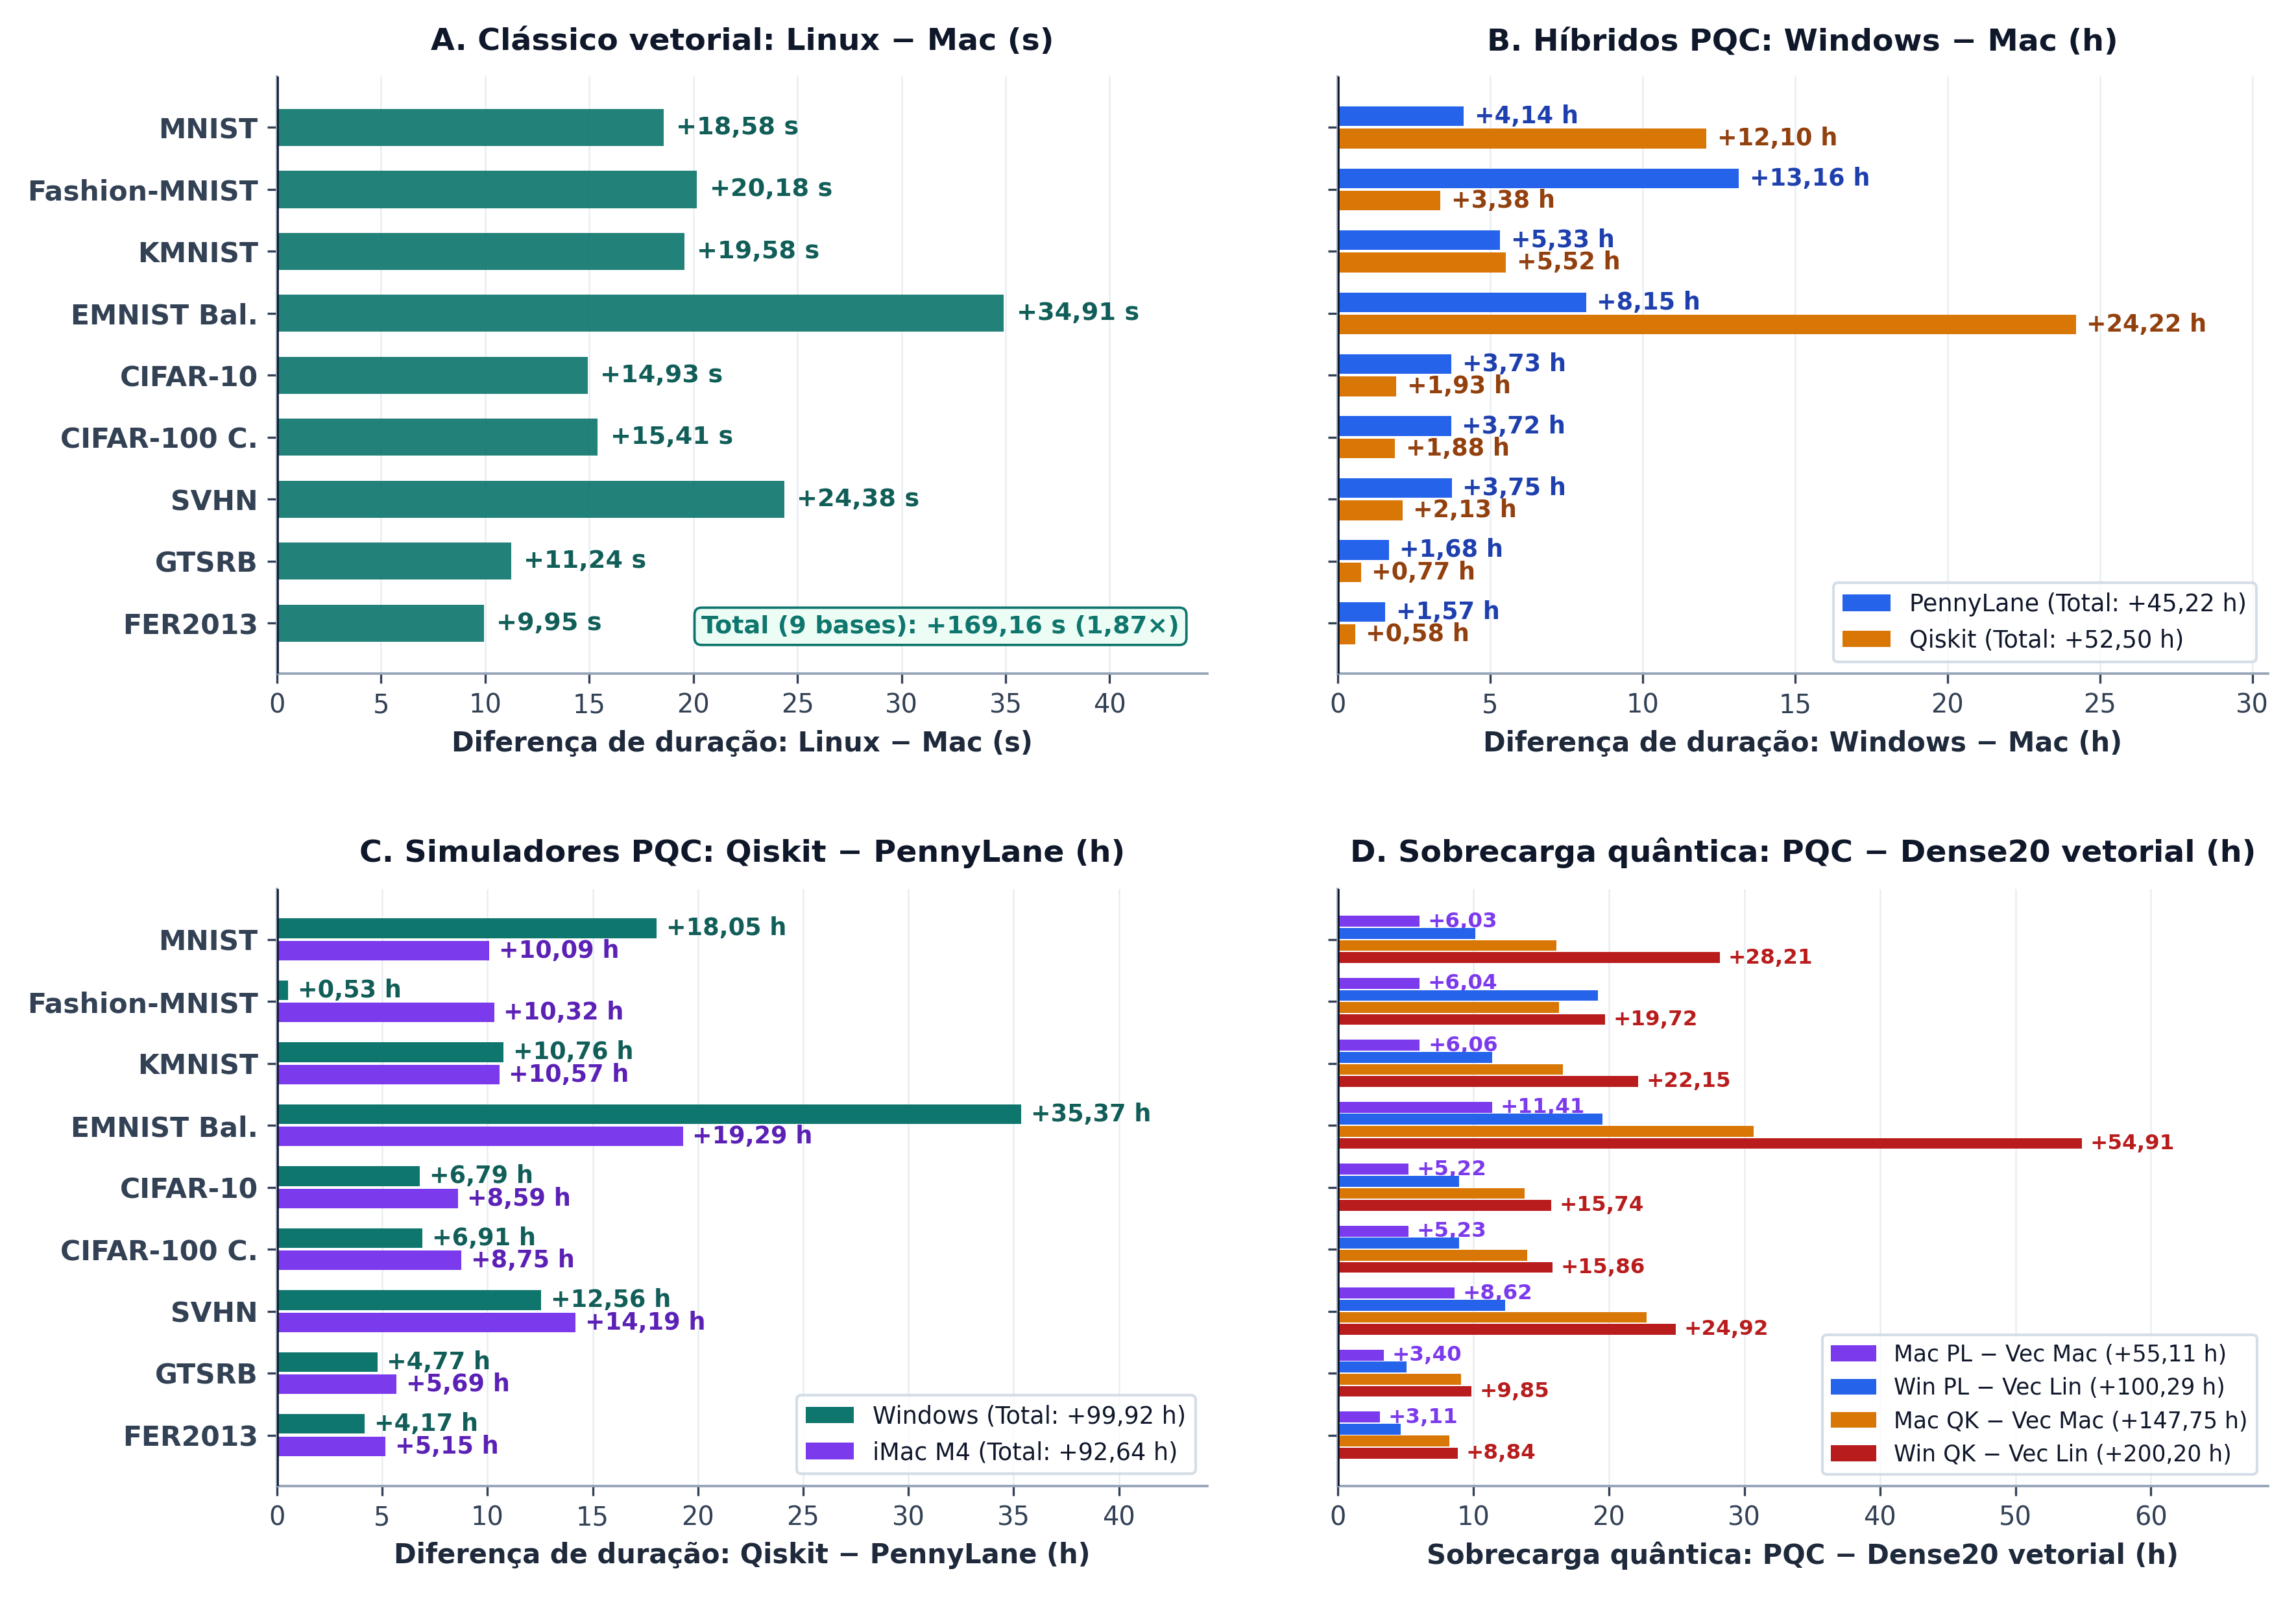 A. Clássico vetorial: Linux − Mac (s)
MNIST
+18,58 s
Fashion-MNIST
+20,18 s
KMNIST
+19,58 s
EMNIST Bal.
+34,91 s
CIFAR-10
+14,93 s
CIFAR-100 C.
+15,41 s
SVHN
+24,38 s
GTSRB
+11,24 s
FER2013
+9,95 s
Total (9 bases): +169,16 s (1,87×)
0 5 10 15 20 25 30 35 40
Diferença de duração: Linux − Mac (s)
B. Híbridos PQC: Windows − Mac (h)
+4,14 h
+12,10 h
+13,16 h
+3,38 h
+5,33 h
+5,52 h
+8,15 h
+24,22 h
+3,73 h
+1,93 h
+3,72 h
+1,88 h
+3,75 h
+2,13 h
+1,68 h
+0,77 h
+1,57 h
+0,58 h
PennyLane (Total: +45,22 h)
Qiskit (Total: +52,50 h)
0 5 10 15 20 25 30
Diferença de duração: Windows − Mac (h)
C. Simuladores PQC: Qiskit − PennyLane (h)
MNIST
+18,05 h
+10,09 h
Fashion-MNIST
+0,53 h
+10,32 h
KMNIST
+10,76 h
+10,57 h
EMNIST Bal.
+35,37 h
+19,29 h
CIFAR-10
+6,79 h
+8,59 h
CIFAR-100 C.
+6,91 h
+8,75 h
SVHN
+12,56 h
+14,19 h
GTSRB
+4,77 h
+5,69 h
FER2013
+4,17 h
+5,15 h
Windows (Total: +99,92 h)
iMac M4 (Total: +92,64 h)
0 5 10 15 20 25 30 35 40
Diferença de duração: Qiskit − PennyLane (h)
D. Sobrecarga quântica: PQC − Dense20 vetorial (h)
+6,03
+28,21
+6,04
+19,72
+6,06
+22,15
+11,41
+54,91
+5,22
+15,74
+5,23
+15,86
+8,62
+24,92
+3,40
+9,85
+3,11
+8,84
Mac PL − Vec Mac (+55,11 h)
Win PL − Vec Lin (+100,29 h)
Mac QK − Vec Mac (+147,75 h)
Win QK − Vec Lin (+200,20 h)
0 10 20 30 40 50 60
Sobrecarga quântica: PQC − Dense20 vetorial (h)